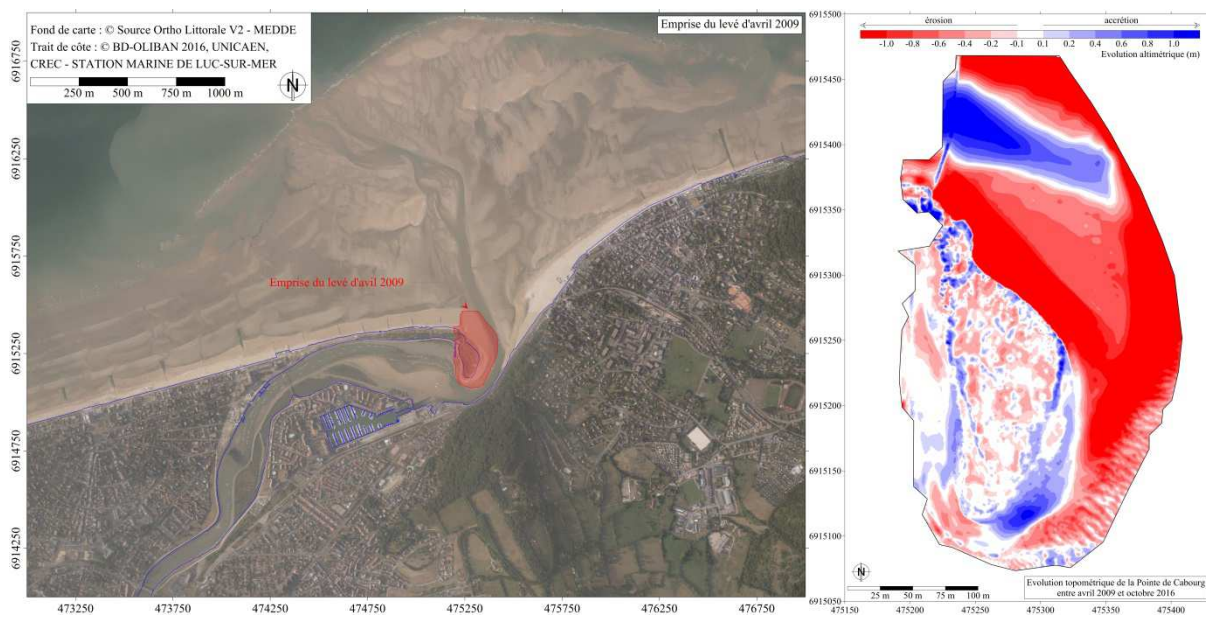 Fond de carte : © Source Ortho Littorale V2 - MEDDE
Trait de côte : © BD-OLIBAN 2016, UNICAEN,
CREC - STATION MARINE DE LUC-SUR-MER
250 m 500 m 750 m 1000 m
N
Emprise du levé d'avril 2009
Emprise du levé d'avril 2009
6916750
6916250
6915750
6915250
6914750
6914250
473250 473750 474250 474750 475250 475750 476250 476750
érosion accrétion
-1.0 -0.8 -0.6 -0.4 -0.2 -0.1 0.1 0.2 0.4 0.6 0.8 1.0
Evolution altimétrique (m)
6915500
6915450
6915400
6915350
6915300
6915250
6915200
6915150
6915100
6915050
N
25 m 50 m 75 m 100 m
Evolution topométrique de la Pointe de Cabourg
entre avril 2009 et octobre 2016
475150 475200 475250 475300 475350 475400